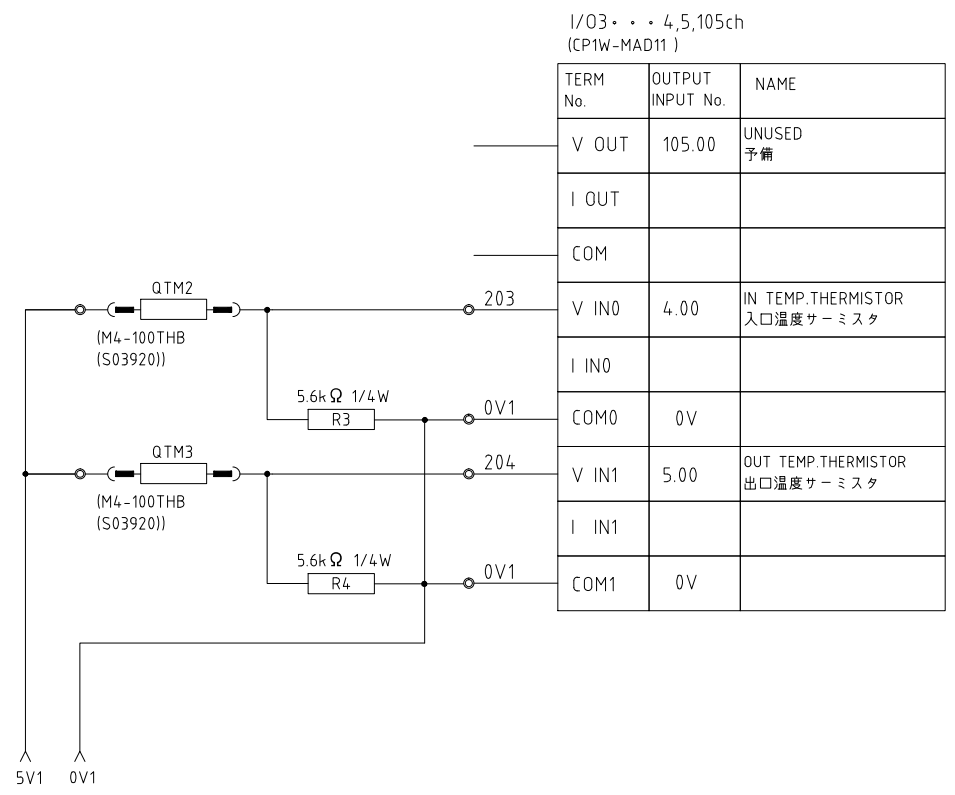 I/O3・・・4,5,105ch
(CP1W-MAD11 )
TERM No.
OUTPUT INPUT No.
NAME
V OUT
105.00
UNUSED
予備
I OUT
COM
QTM2
(M4-100THB
(S03920))
203
V IN0
4.00
IN TEMP.THERMISTOR
入口温度サーミスタ
I IN0
5.6kΩ 1/4W
R3
0V1
COM0
0V
QTM3
(M4-100THB
(S03920))
204
V IN1
5.00
OUT TEMP.THERMISTOR
出口温度サーミスタ
I IN1
5.6kΩ 1/4W
R4
0V1
COM1
0V
5V1
0V1